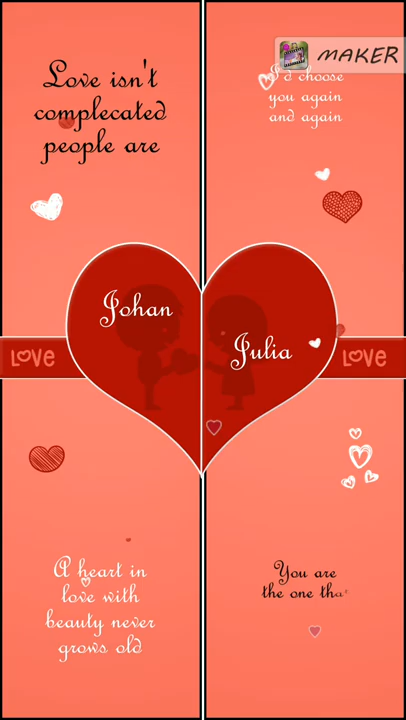 Love isn't
complecated
people are
MAKER
I'd choose
you again
and again
Johan
Julia
LOVE
LOVE
A heart in
love with
beauty never
grows old
You are
the one tha